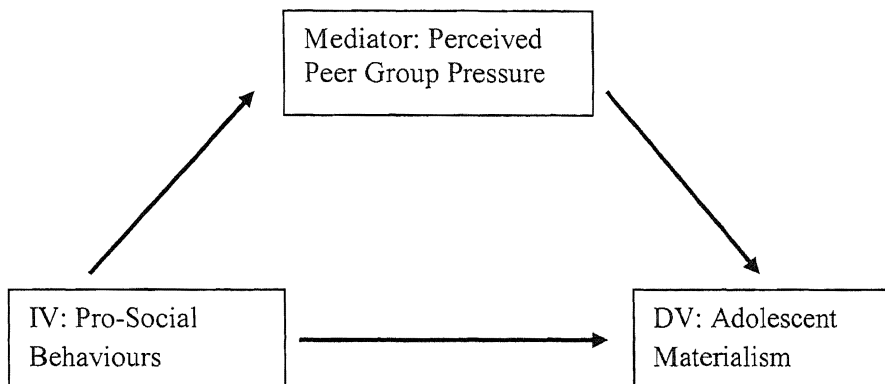 Mediator: Perceived
Peer Group Pressure
IV: Pro-Social
Behaviours
DV: Adolescent
Materialism